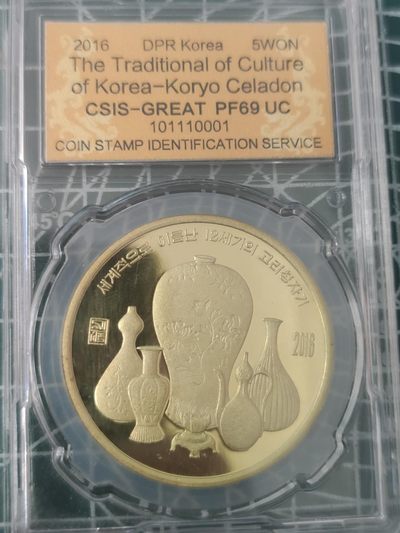 2016 DPR Korea 5WON
The Traditional of Culture
of Korea-Koryo Celadon
CSIS-GREAT PF69 UC
101110001
COIN STAMP IDENTIFICATION SERVICE
세계적으로 이름난 12세기의 고려청자기
2016